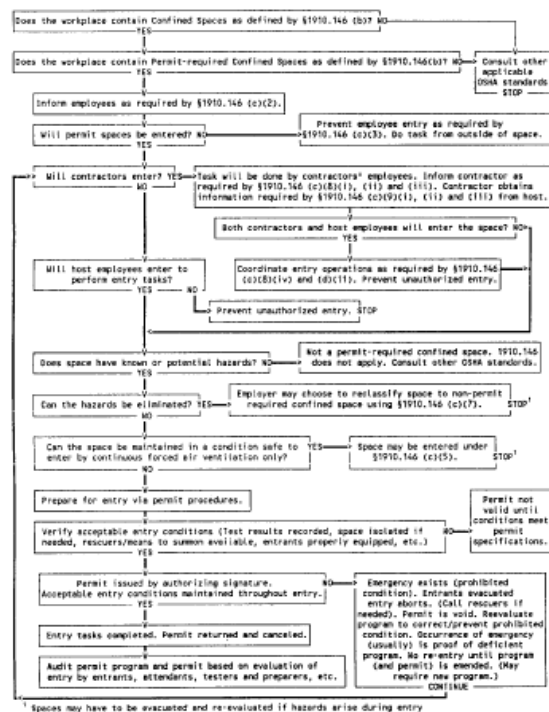 Does the workplace contain Confined Spaces as defined by §1910.146 (b)? NO
YES
Does the workplace contain Permit-required Confined Spaces as defined by §1910.146(b)? NO
YES
Consult other
applicable
OSHA standards
STOP
Inform employees as required by §1910.146 (c)(2).
Will permit spaces be entered? NO
YES
Prevent employee entry as required by
§1910.146 (c)(3). Do task from outside of space.
Will contractors enter? YES
NO
Task will be done by contractors' employees. Inform contractor as
required by §1910.146 (c)(8)(i), (ii) and (iii). Contractor obtains
information required by §1910.146 (c)(9)(i), (ii) and (iii) from host.
Both contractors and host employees will enter the space? NO
YES
Will host employees enter to
perform entry tasks?
YES NO
Coordinate entry operations as required by §1910.146
(c)(8)(iv) and (d)(11). Prevent unauthorized entry.
Prevent unauthorized entry. STOP
Does space have known or potential hazards? NO
YES
Not a permit-required confined space. 1910.146
does not apply. Consult other OSHA standards.
Can the hazards be eliminated? YES
NO
Employer may choose to reclassify space to non-permit
required confined space using §1910.146 (c)(7). STOP¹
Can the space be maintained in a condition safe to YES
enter by continuous forced air ventilation only?
NO
Space may be entered under
§1910.146 (c)(5). STOP¹
Prepare for entry via permit procedures.
Verify acceptable entry conditions (Test results recorded, space isolated if NO
needed, rescuers/means to summon available, entrants properly equipped, etc.)
YES
Permit not
valid until
conditions meet
permit
specifications.
Permit issued by authorizing signature. NO
Acceptable entry conditions maintained throughout entry.
YES
Emergency exists (prohibited
condition). Entrants evacuated
entry aborts. (Call rescuers if
needed). Permit is void. Reevaluate
program to correct/prevent prohibited
condition. Occurrence of emergency
(usually) is proof of deficient
program. No re-entry until program
(and permit) is amended. (May
require new program.)
CONTINUE
Entry tasks completed. Permit returned and canceled.
Audit permit program and permit based on evaluation of
entry by entrants, attendants, testers and preparers, etc.
¹ Spaces may have to be evacuated and re-evaluated if hazards arise during entry